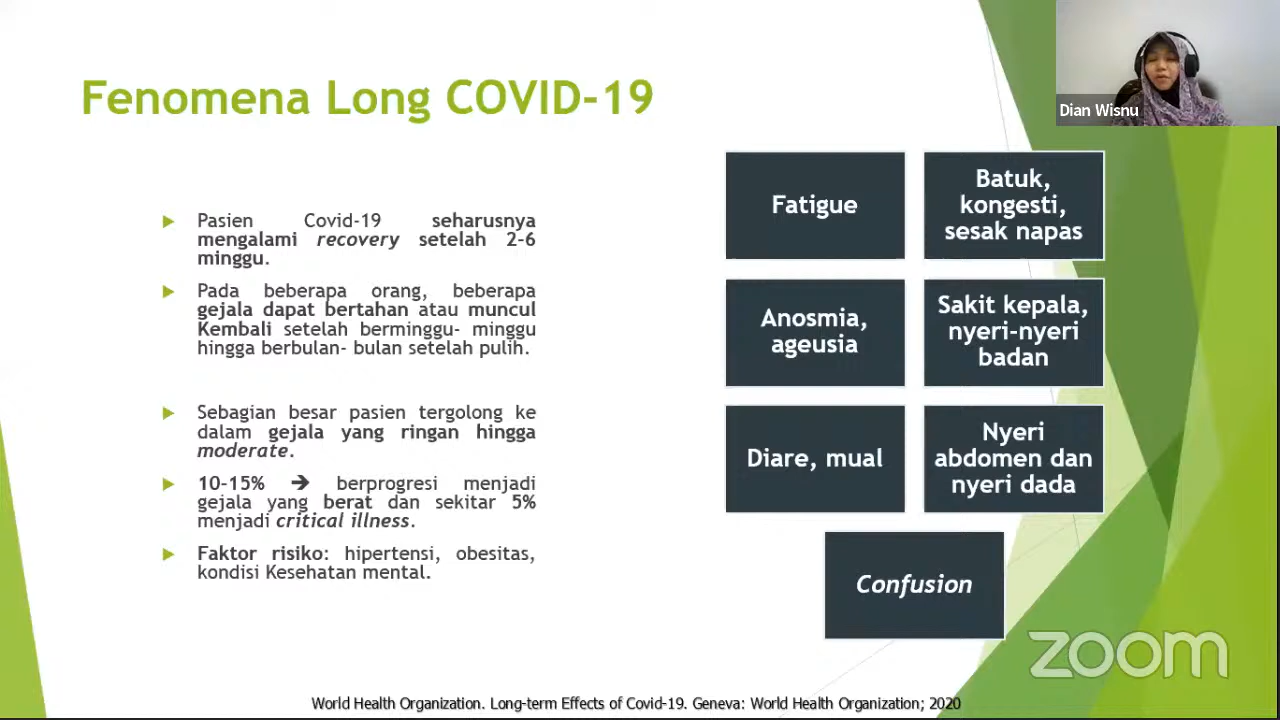 Fenomena Long COVID-19
Dian Wisnu
Pasien Covid-19 seharusnya
mengalami recovery setelah 2-6
minggu.
Pada beberapa orang, beberapa
gejala dapat bertahan atau muncul
Kembali setelah berminggu- minggu
hingga berbulan- bulan setelah pulih.
Sebagian besar pasien tergolong ke
dalam gejala yang ringan hingga
moderate.
10-15% ➔ berprogresi menjadi
gejala yang berat dan sekitar 5%
menjadi critical illness.
Faktor risiko: hipertensi, obesitas,
kondisi Kesehatan mental.
Fatigue
Batuk,
kongesti,
sesak napas
Anosmia,
ageusia
Sakit kepala,
nyeri-nyeri
badan
Diare, mual
Nyeri
abdomen dan
nyeri dada
Confusion
zoom
World Health Organization. Long-term Effects of Covid-19. Geneva: World Health Organization; 2020